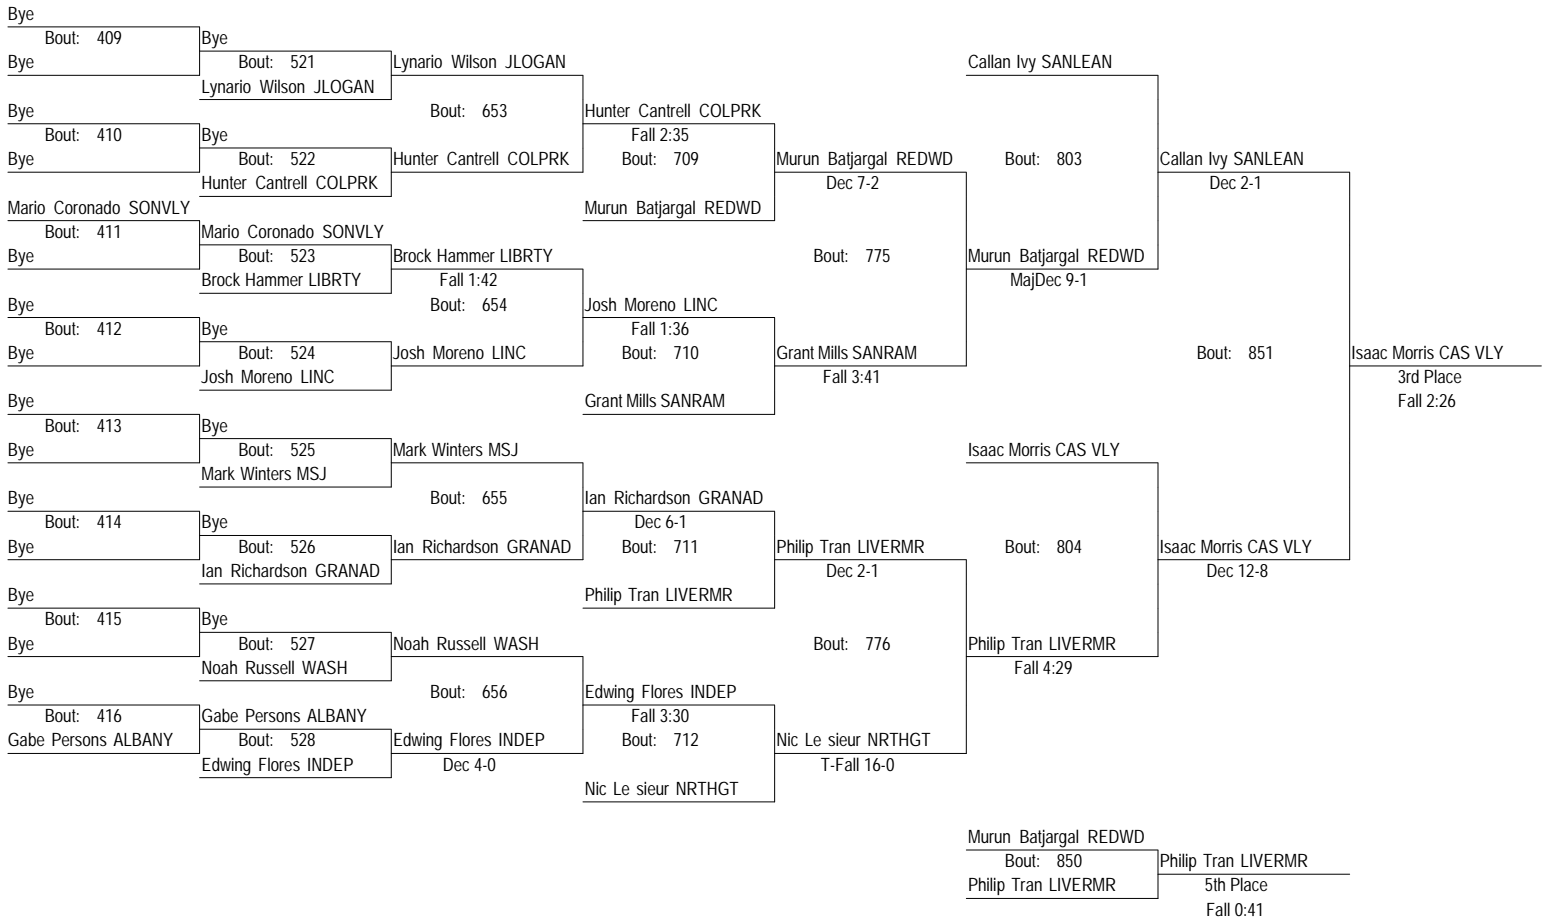 Bye
Bout: 409
Bye
Bye
Bout: 521
Lynario Wilson JLOGAN
Bye
Bout: 410
Bye
Bye
Bout: 522
Hunter Cantrell COLPRK
Mario Coronado SONVLY
Bout: 411
Bye
Mario Coronado SONVLY
Bout: 523
Brock Hammer LIBRTY
Bye
Bout: 412
Bye
Bye
Bout: 524
Josh Moreno LINC
Bye
Bout: 413
Bye
Bye
Bout: 525
Mark Winters MSJ
Bye
Bout: 414
Bye
Bye
Bout: 526
Ian Richardson GRANAD
Bye
Bout: 415
Bye
Bye
Bout: 527
Noah Russell WASH
Bye
Bout: 416
Gabe Persons ALBANY
Gabe Persons ALBANY
Bout: 528
Edwing Flores INDEP
Lynario Wilson JLOGAN
Bout: 653
Hunter Cantrell COLPRK
Brock Hammer LIBRTY
Fall 1:42
Bout: 654
Josh Moreno LINC
Mark Winters MSJ
Bout: 655
Ian Richardson GRANAD
Noah Russell WASH
Bout: 656
Edwing Flores INDEP
Dec 4-0
Hunter Cantrell COLPRK
Fall 2:35
Bout: 709
Murun Batjargal REDWD
Josh Moreno LINC
Fall 1:36
Bout: 710
Grant Mills SANRAM
Ian Richardson GRANAD
Dec 6-1
Bout: 711
Philip Tran LIVERMR
Edwing Flores INDEP
Fall 3:30
Bout: 712
Nic Le sieur NRTHGT
Murun Batjargal REDWD
Dec 7-2
Bout: 775
Grant Mills SANRAM
Fall 3:41
Philip Tran LIVERMR
Dec 2-1
Bout: 776
Nic Le sieur NRTHGT
T-Fall 16-0
Callan Ivy SANLEAN
Bout: 803
Murun Batjargal REDWD
MajDec 9-1
Isaac Morris CAS VLY
Bout: 804
Philip Tran LIVERMR
Fall 4:29
Callan Ivy SANLEAN
Dec 2-1
Bout: 851
Isaac Morris CAS VLY
Dec 12-8
Isaac Morris CAS VLY
3rd Place
Fall 2:26
Murun Batjargal REDWD
Bout: 850
Philip Tran LIVERMR
Philip Tran LIVERMR
5th Place
Fall 0:41